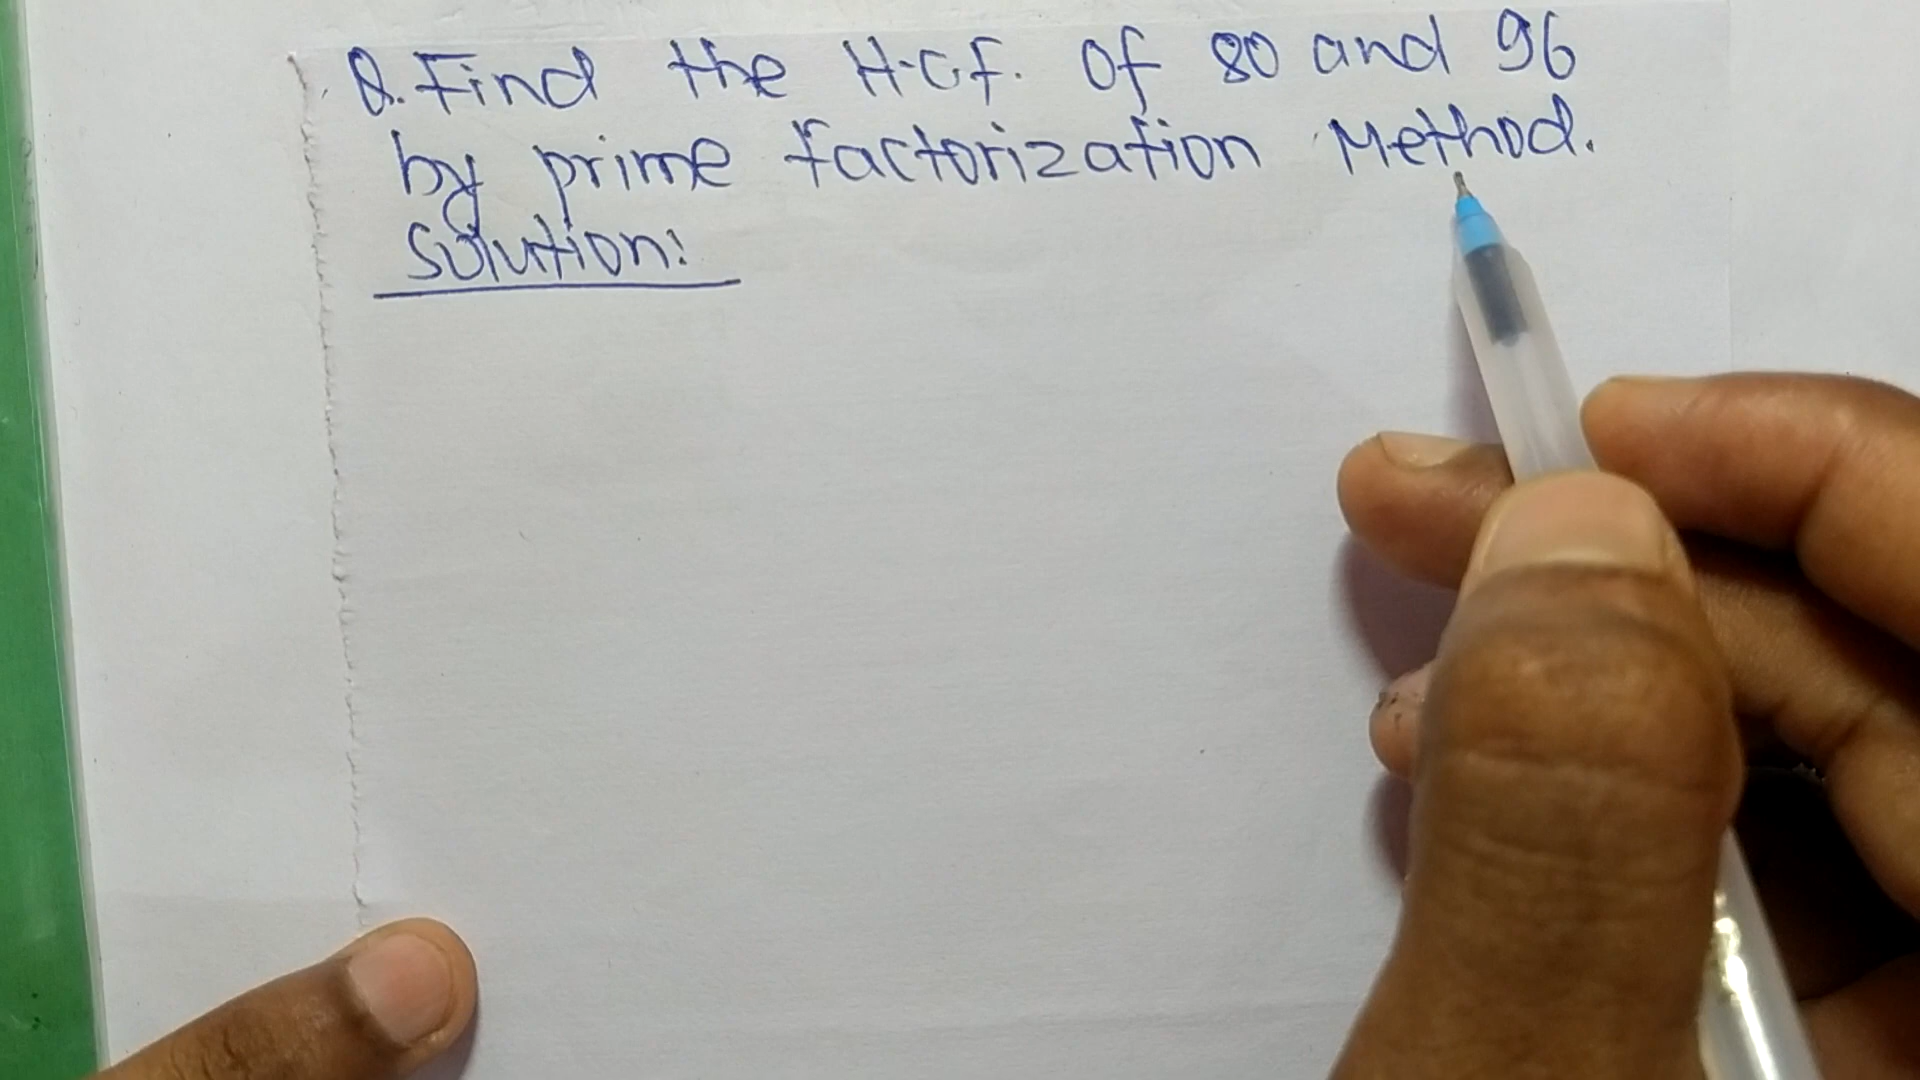 Q. Find the H.C.F. Of 80 and 96
by prime factorization Method.
Solution: